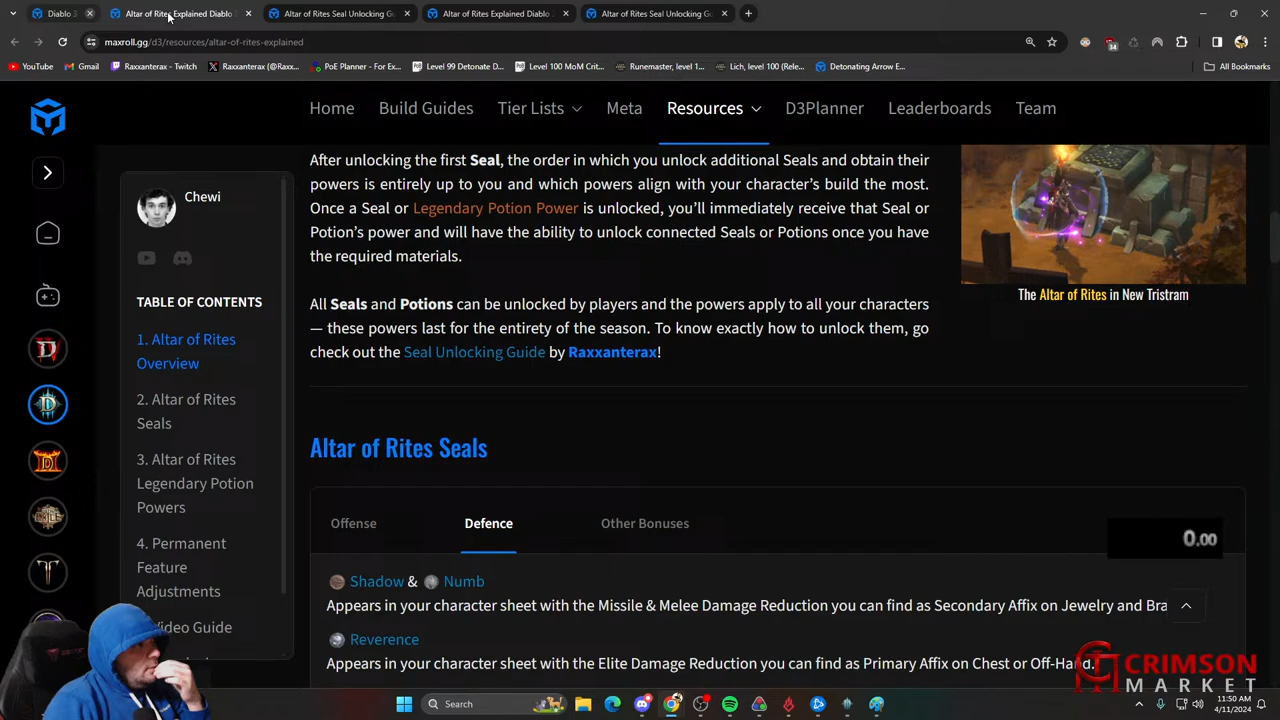 Diablo 3
Altar of Rites Explained Diablo
Altar of Rites Seal Unlocking G
Altar of Rites Explained Diablo
Altar of Rites Seal Unlocking G
maxroll.gg/d3/resources/altar-of-rites-explained
34
YouTube
Gmail
Raxxanterax - Twitch
Raxxanterax (@Raxx...
PoE Planner - For Ex...
Level 99 Detonate D...
Level 100 MoM Crit...
Runemaster, level 1...
Lich, level 100 (Rele...
Detonating Arrow E...
All Bookmarks
Home
Build Guides
Tier Lists
Meta
Resources
D3Planner
Leaderboards
Team
Chewi
TABLE OF CONTENTS
1. Altar of Rites
Overview
2. Altar of Rites
Seals
3. Altar of Rites
Legendary Potion
Powers
4. Permanent
Feature
Adjustments
Video Guide
After unlocking the first Seal, the order in which you unlock additional Seals and obtain their
powers is entirely up to you and which powers align with your character's build the most.
Once a Seal or Legendary Potion Power is unlocked, you'll immediately receive that Seal or
Potion's power and will have the ability to unlock connected Seals or Potions once you have
the required materials.
The Altar of Rites in New Tristram
All Seals and Potions can be unlocked by players and the powers apply to all your characters
— these powers last for the entirety of the season. To know exactly how to unlock them, go
check out the Seal Unlocking Guide by Raxxanterax!
Altar of Rites Seals
Offense
Defence
Other Bonuses
0.00
Shadow & Numb
Appears in your character sheet with the Missile & Melee Damage Reduction you can find as Secondary Affix on Jewelry and Bra
Reverence
Appears in your character sheet with the Elite Damage Reduction you can find as Primary Affix on Chest or Off-Hand.
CRIMSON
MARKET
Search
11:50 AM
4/11/2024